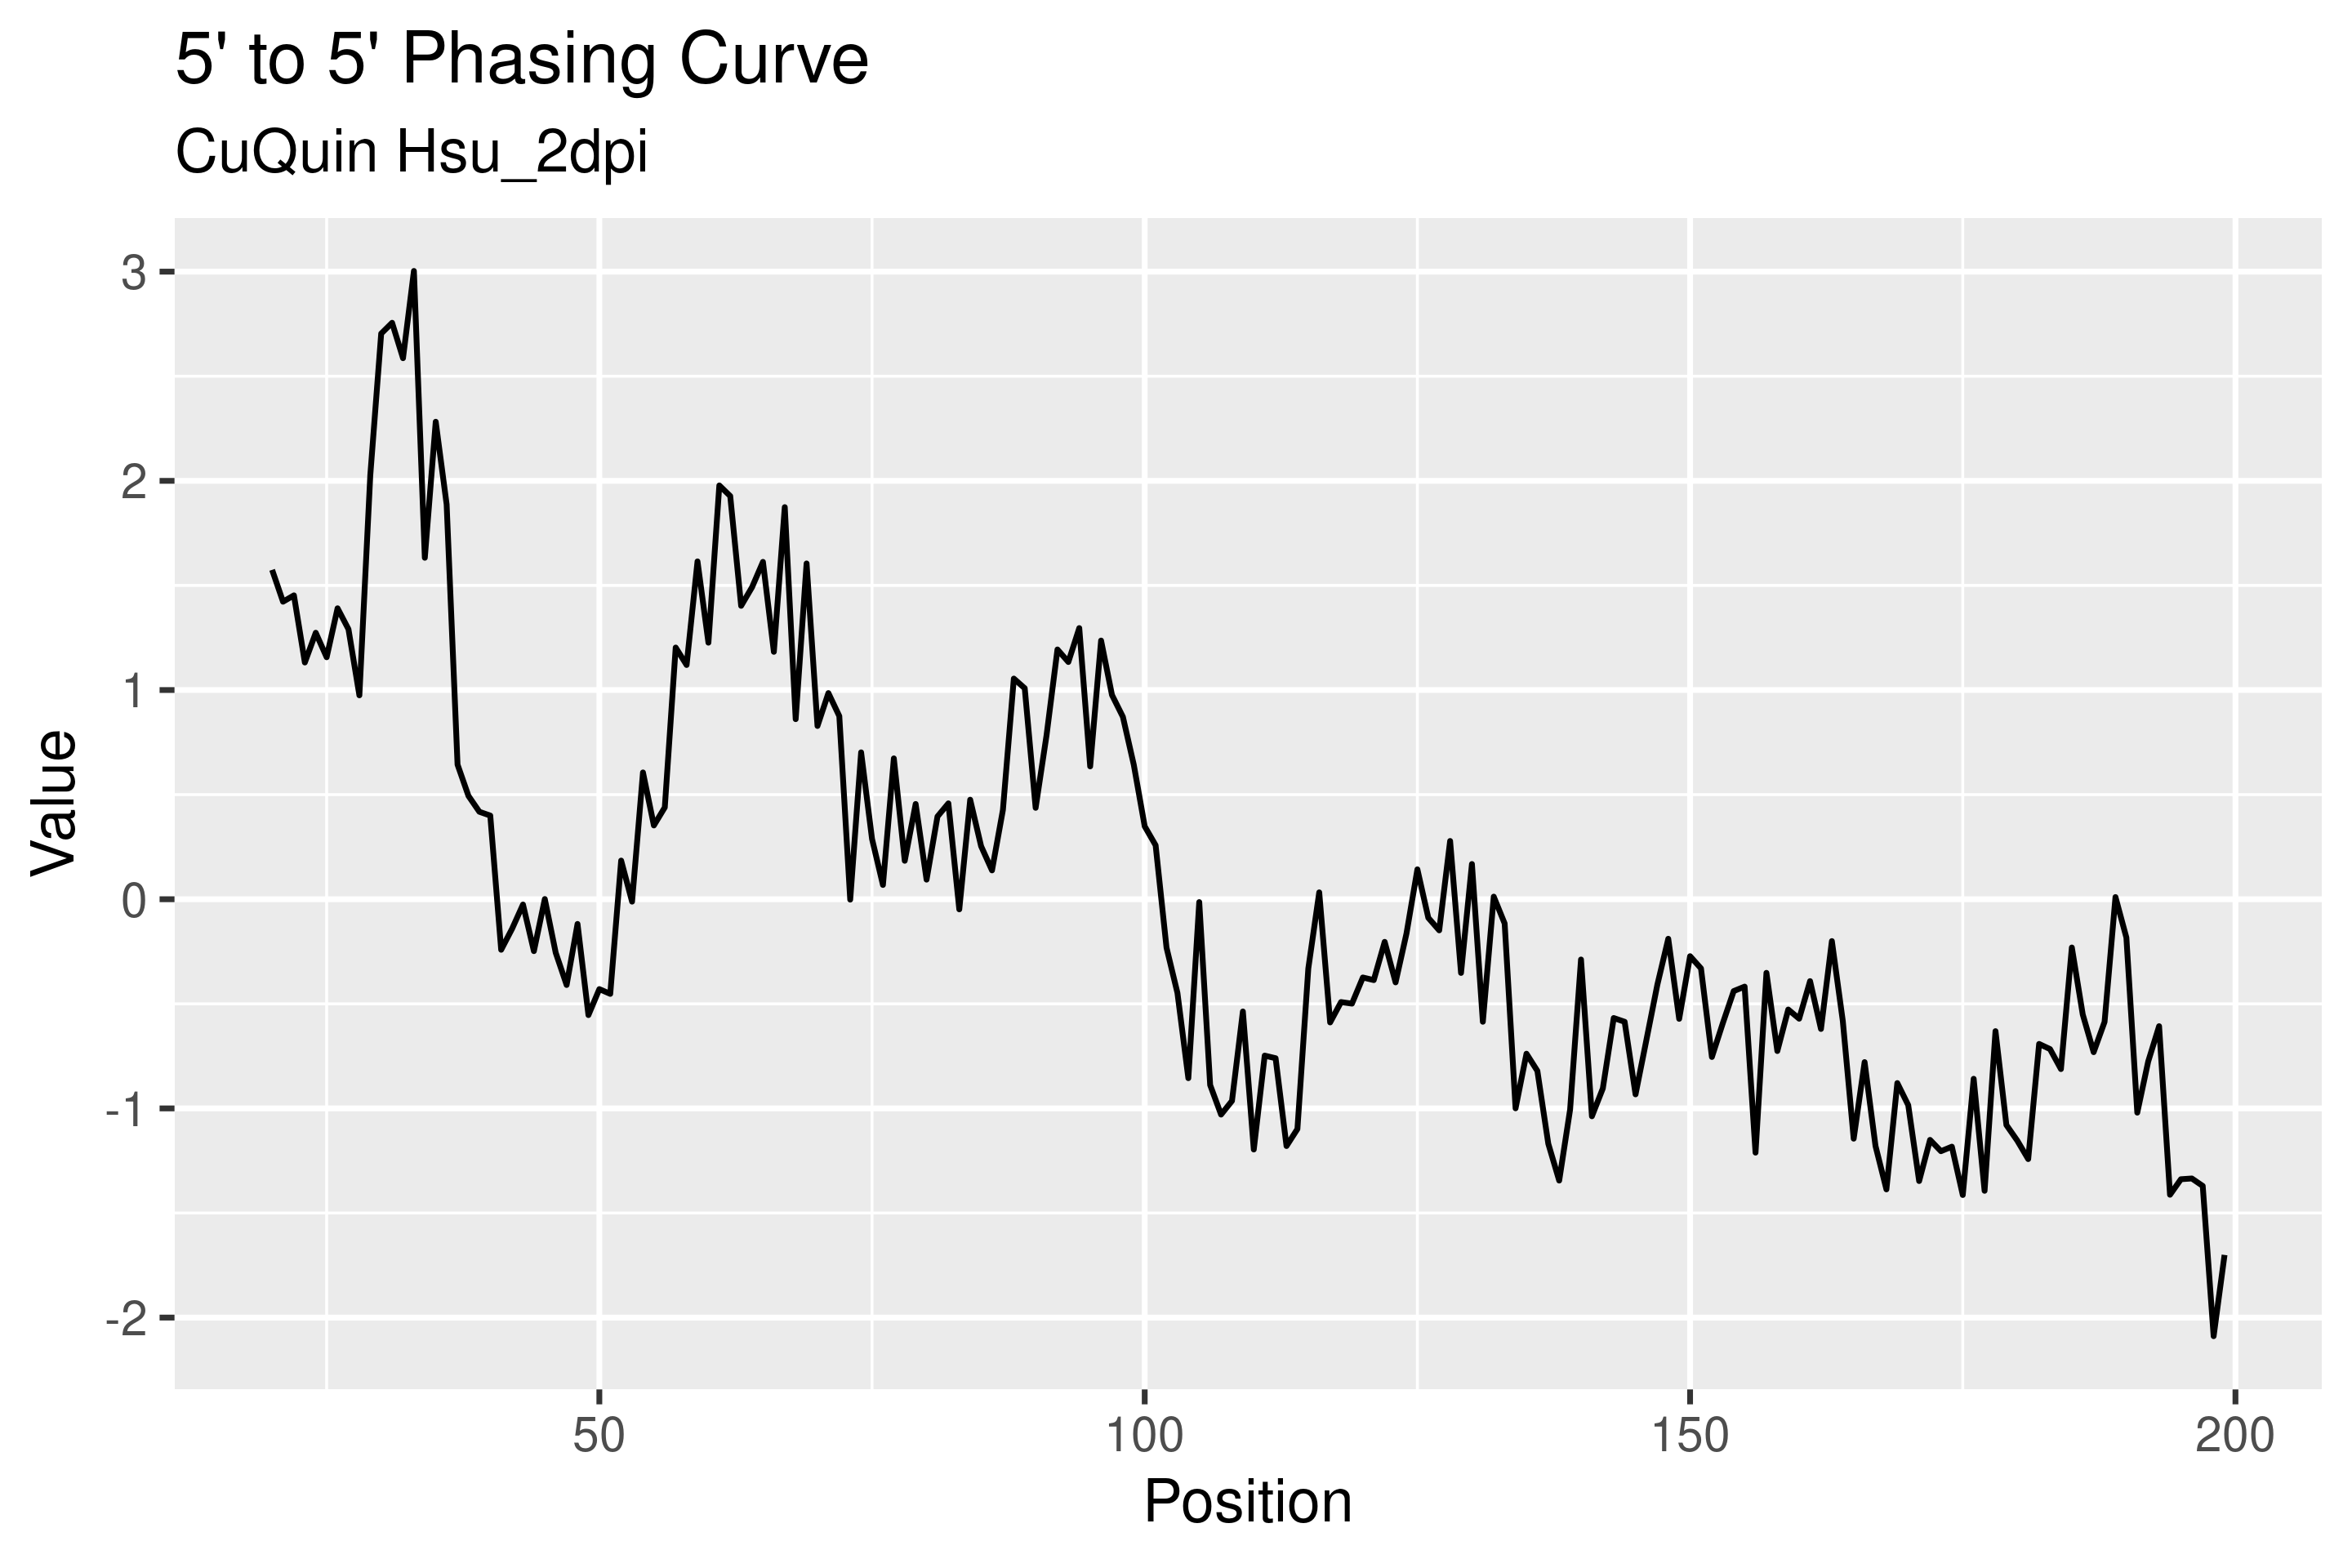 5' to 5' Phasing Curve
CuQuin Hsu_2dpi
3
2
1
0
-1
-2
Value
50 100 150 200
Position